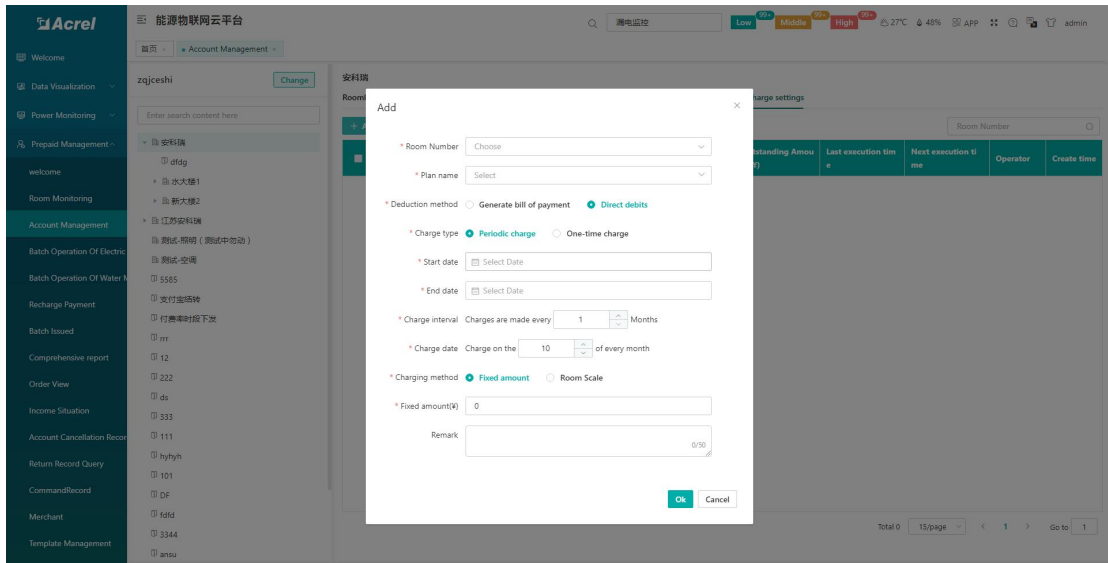 Acrel
能源物联网云平台
漏电监控
Low 99+ Middle 99+ High 99+ 27℃ 48% APP admin
首页
Account Management
Welcome
Data Visualization
Power Monitoring
Prepaid Management
welcome
Room Monitoring
Account Management
Batch Operation Of Electric
Batch Operation Of Water M
Recharge Payment
Batch Issued
Comprehensive report
Order View
Income Situation
Account Cancellation Recor
Return Record Query
CommandRecord
Merchant
Template Management
zqjceshi Change
Enter search content here
安科瑞
dfdg
水大楼1
新大楼2
江苏安科瑞
测试-照明（测试中勿动）
测试-空调
5585
付费率时段下发
rrr
12
222
ds
333
111
hyhyh
101
DF
fdfd
3344
ansu
安科瑞
harge settings
Room Number
tstanding Amou
¥)
Last execution tim
e
Next execution ti
me
Operator
Create time
Add
* Room Number Choose
* Plan name Select
* Deduction method Generate bill of payment Direct debits
* Charge type Periodic charge One-time charge
* Start date Select Date
* End date Select Date
* Charge interval Charges are made every 1 Months
* Charge date Charge on the 10 of every month
* Charging method Fixed amount Room Scale
* Fixed amount(¥) 0
Remark
0/50
Ok Cancel
Total 0 15/page 1 Go to 1